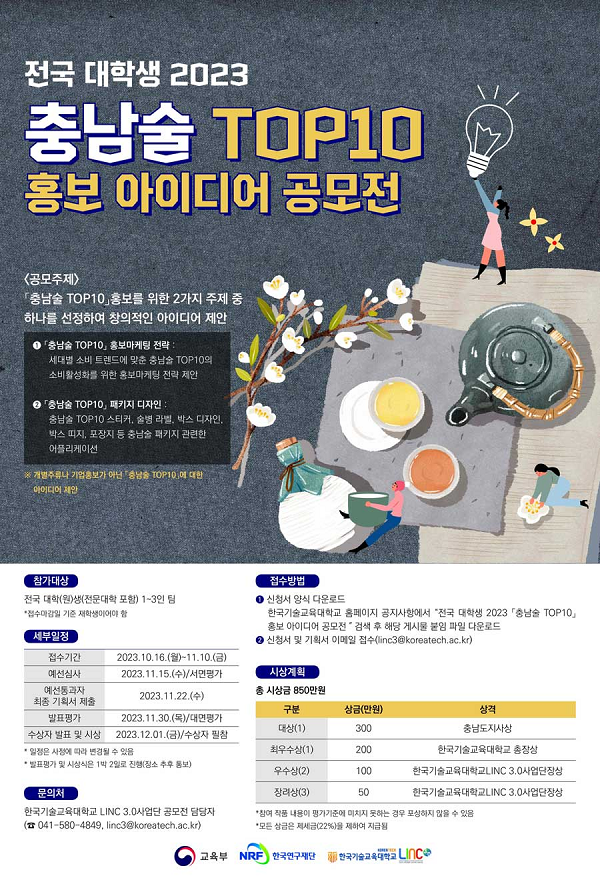 전국 대학생 2023
충남술 TOP10
홍보 아이디어 공모전
〈공모주제〉
「충남술 TOP10」홍보를 위한 2가지 주제 중
하나를 선정하여 창의적인 아이디어 제안
❶ 「충남술 TOP10」 홍보마케팅 전략 :
세대별 소비 트렌드에 맞춘 충남술 TOP10의
소비활성화를 위한 홍보마케팅 전략 제안
❷ 「충남술 TOP10」 패키지 디자인 :
충남술 TOP10 스티커, 술병 라벨, 박스 디자인,
박스 띠지, 포장지 등 충남술 패키지 관련한
어플리케이션
※ 개별주류나 기업홍보가 아닌 「충남술 TOP10」에 대한
아이디어 제안
참가대상
전국 대학(원)생(전문대학 포함) 1~3인 팀
*접수마감일 기준 재학생이어야 함
세부일정
접수기간 2023.10.16.(월)~11.10.(금)
예선심사 2023.11.15.(수)/서면평가
예선통과자
최종 기획서 제출 2023.11.22.(수)
발표평가 2023.11.30.(목)/대면평가
수상자 발표 및 시상 2023.12.01.(금)/수상자 필참
* 일정은 사정에 따라 변경될 수 있음
* 발표평가 및 시상식은 1박 2일로 진행(장소 추후 통보)
문의처
한국기술교육대학교 LINC 3.0사업단 공모전 담당자
(☎ 041-580-4849, linc3@koreatech.ac.kr)
접수방법
❶ 신청서 양식 다운로드
한국기술교육대학교 홈페이지 공지사항에서 "전국 대학생 2023 「충남술 TOP10」
홍보 아이디어 공모전 " 검색 후 해당 게시물 붙임 파일 다운로드
❷ 신청서 및 기획서 이메일 접수(linc3@koreatech.ac.kr)
시상계획
총 시상금 850만원
구분 상금(만원) 상격
대상(1) 300 충남도지사상
최우수상(1) 200 한국기술교육대학교 총장상
우수상(2) 100 한국기술교육대학교LINC 3.0사업단장상
장려상(3) 50 한국기술교육대학교LINC 3.0사업단장상
*참여 작품 내용이 평가기준에 미치지 못하는 경우 포상하지 않을 수 있음
*모든 상금은 제세금(22%)을 제하여 지급됨
교육부 NRF 한국연구재단 KOREATECH 한국기술교육대학교 LINC 3.0